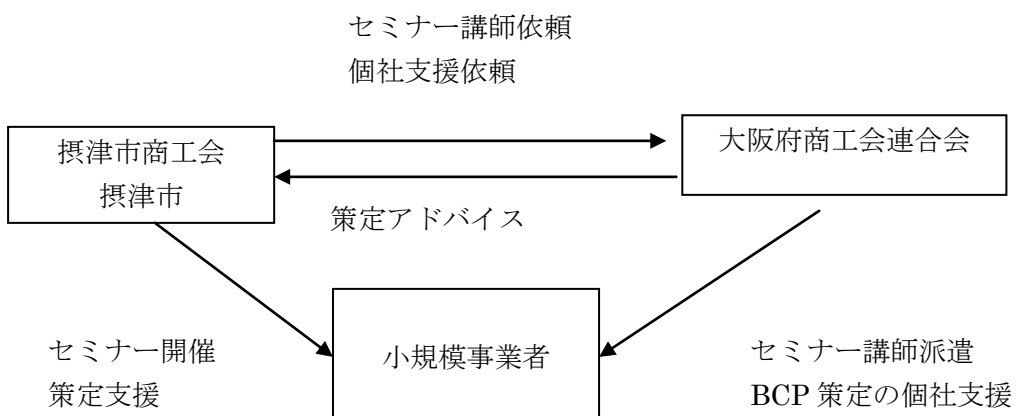 セミナー講師依頼
個社支援依頼
摂津市商工会
摂津市
大阪府商工会連合会
策定アドバイス
セミナー開催
策定支援
小規模事業者
セミナー講師派遣
BCP 策定の個社支援